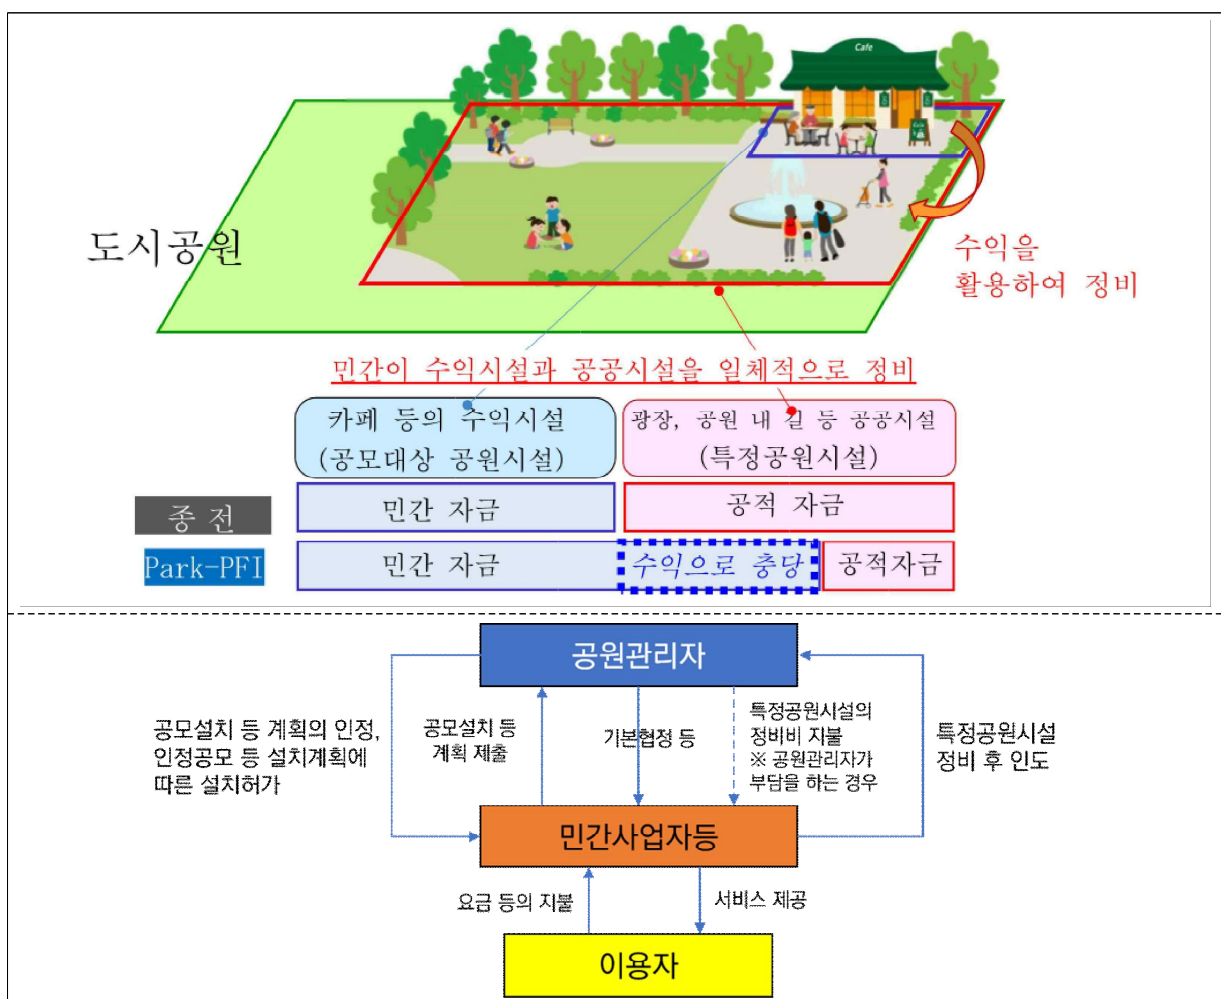 Cafe
Cafe
도시공원
수익을
활용하여 정비
민간이 수익시설과 공공시설을 일체적으로 정비
카페 등의 수익시설
(공모대상 공원시설)
광장, 공원 내 길 등 공공시설
(특정공원시설)
종 전
민간 자금
공적 자금
Park-PFI
민간 자금
수익으로 충당
공적자금
공원관리자
공모설치 등 계획의 인정,
인정공모 등 설치계획에
따른 설치허가
공모설치 등
계획 제출
기본협정 등
특정공원시설의
정비비 지불
※ 공원관리자가
부담을 하는 경우
특정공원시설
정비 후 인도
민간사업자등
요금 등의 지불
서비스 제공
이용자